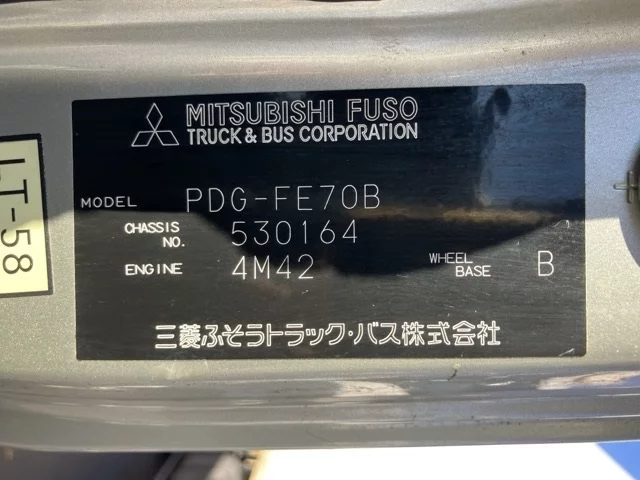 MITSUBISHI FUSO
TRUCK & BUS CORPORATION
MODEL PDG-FE70B
CHASSIS NO. 530164
ENGINE 4M42 WHEEL BASE B
三菱ふそうトラック・バス株式会社
LT-58